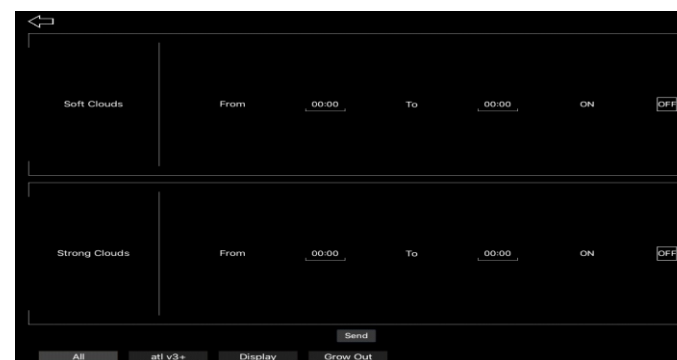 Soft Clouds From 00:00 To 00:00 ON OFF
Strong Clouds From 00:00 To 00:00 ON OFF
Send
All atl v3+ Display Grow Out